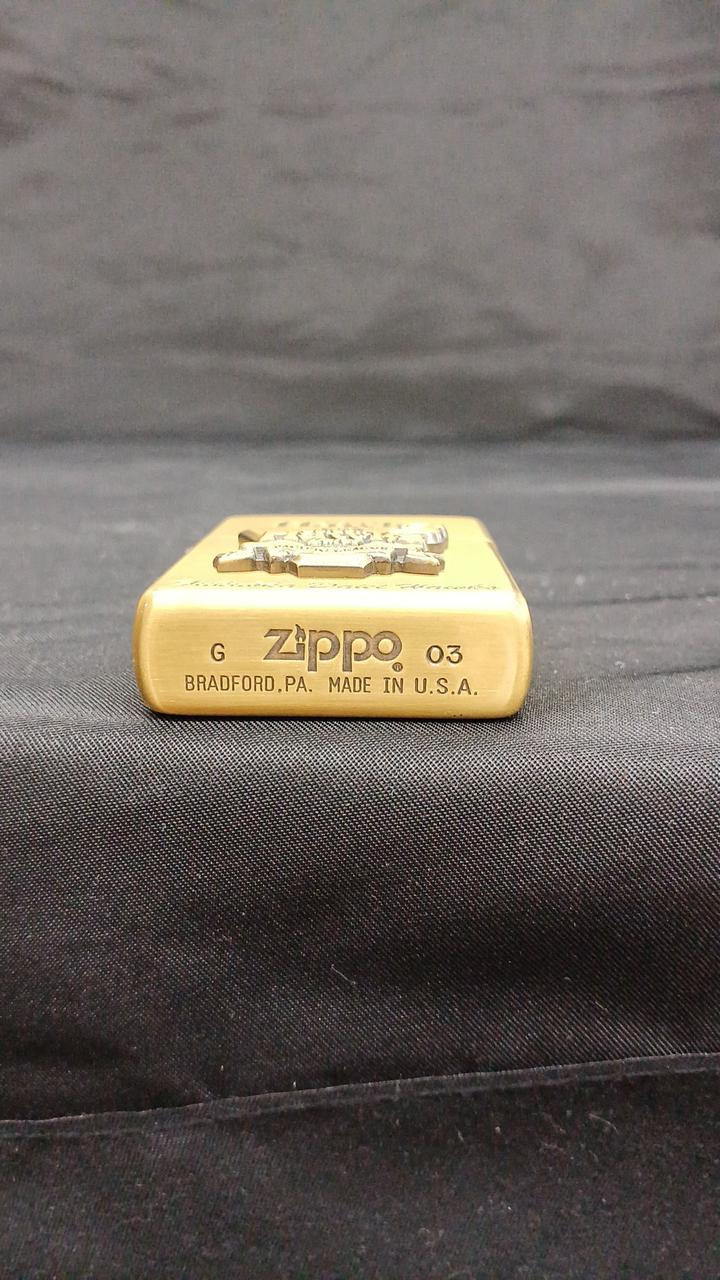 G zippo® 03
BRADFORD,PA. MADE IN U.S.A.